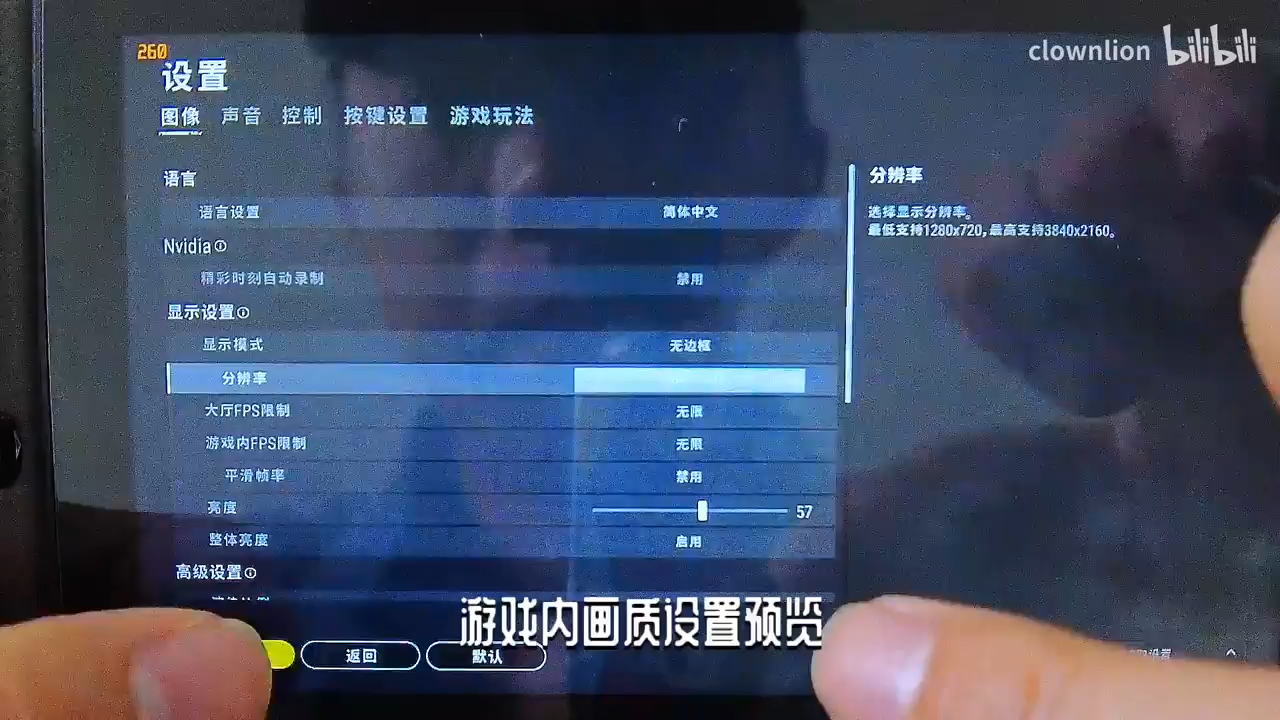 260
clownlion bilibili
设置
图像 声音 控制 按键设置 游戏玩法
语言
语言设置 简体中文
Nvidia
精彩时刻自动录制 禁用
显示设置
显示模式 无边框
分辨率
大厅FPS限制 无限
游戏内FPS限制 无限
平滑帧率 禁用
亮度 57
整体亮度 启用
高级设置
分辨率
选择显示分辨率。
最低支持1280x720,最高支持3840x2160。
游戏内画质设置预览
返回 默认